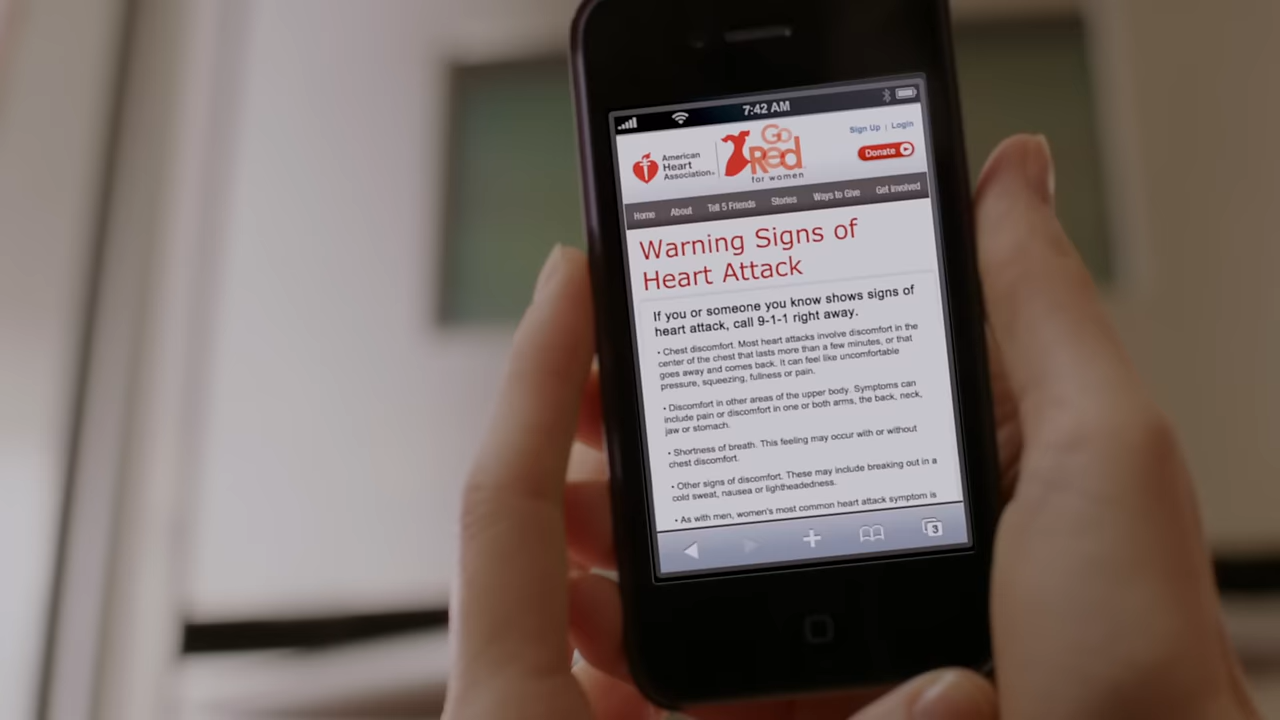 7:42 AM
American
Heart
Association®
Go
Red
for women
Sign Up | Login
Donate
Home About Tell 5 Friends Stories Ways to Give Get Involved
Warning Signs of
Heart Attack
If you or someone you know shows signs of
heart attack, call 9-1-1 right away.
• Chest discomfort. Most heart attacks involve discomfort in the
center of the chest that lasts more than a few minutes, or that
goes away and comes back. It can feel like uncomfortable
pressure, squeezing, fullness or pain.
• Discomfort in other areas of the upper body. Symptoms can
include pain or discomfort in one or both arms, the back, neck,
jaw or stomach.
• Shortness of breath. This feeling may occur with or without
chest discomfort.
• Other signs of discomfort. These may include breaking out in a
cold sweat, nausea or lightheadedness.
• As with men, women's most common heart attack symptom is
3